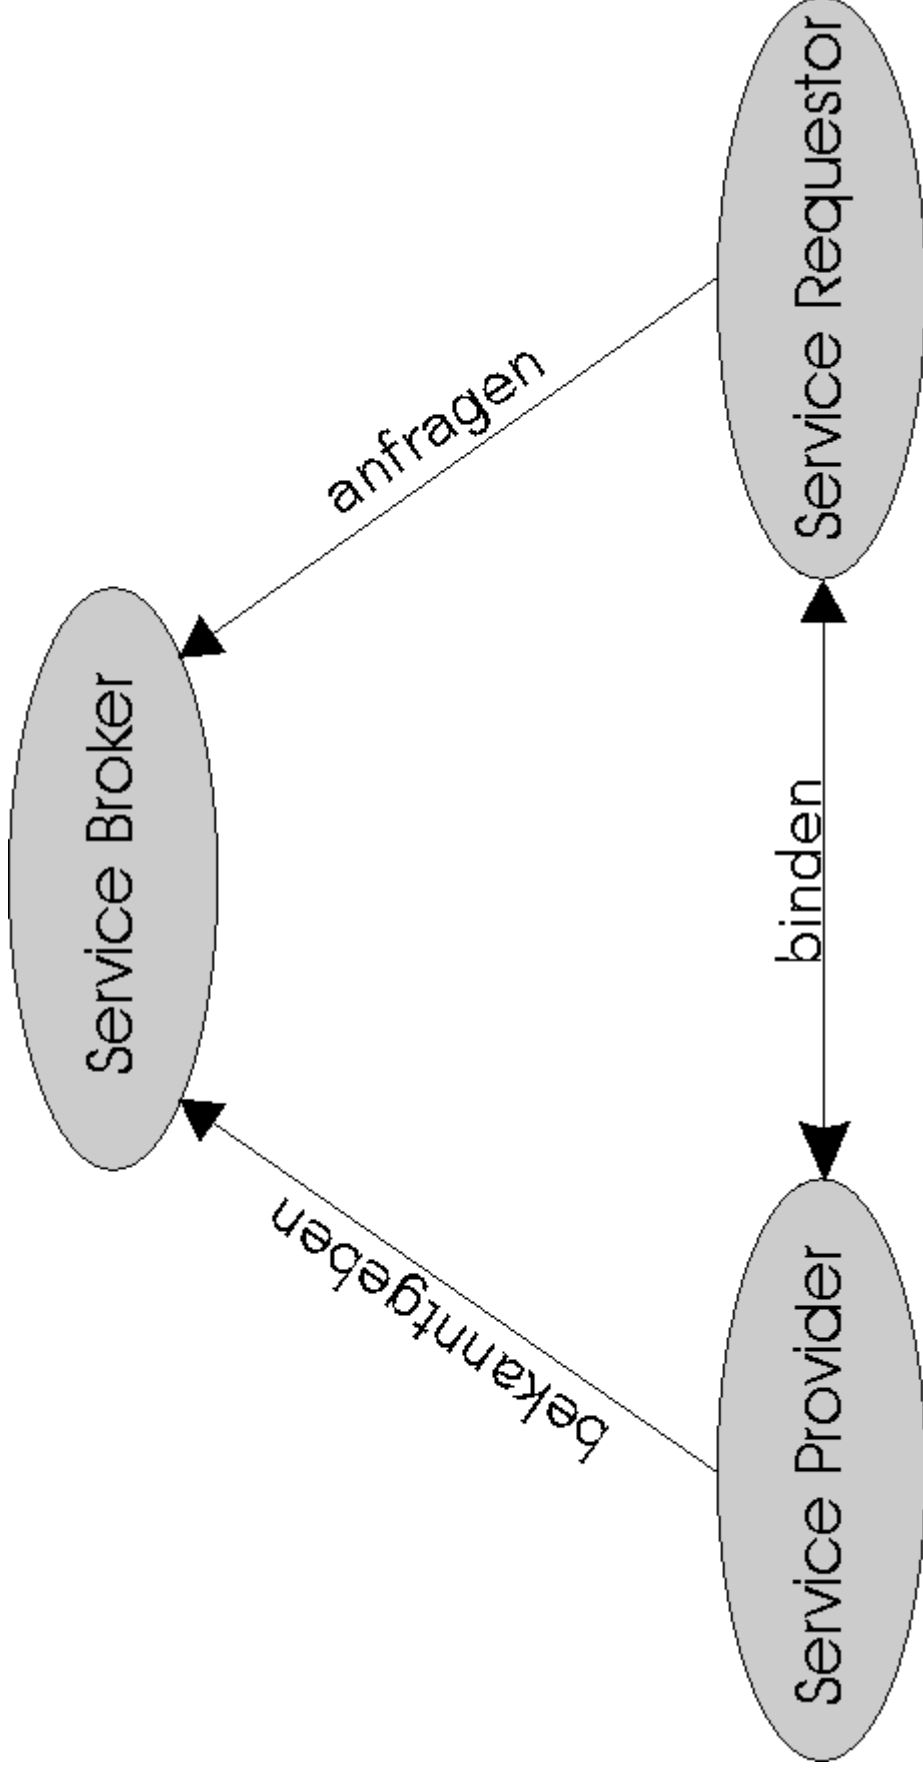 Service Broker
bekanntgeben
anfragen
Service Provider
binden
Service Requestor